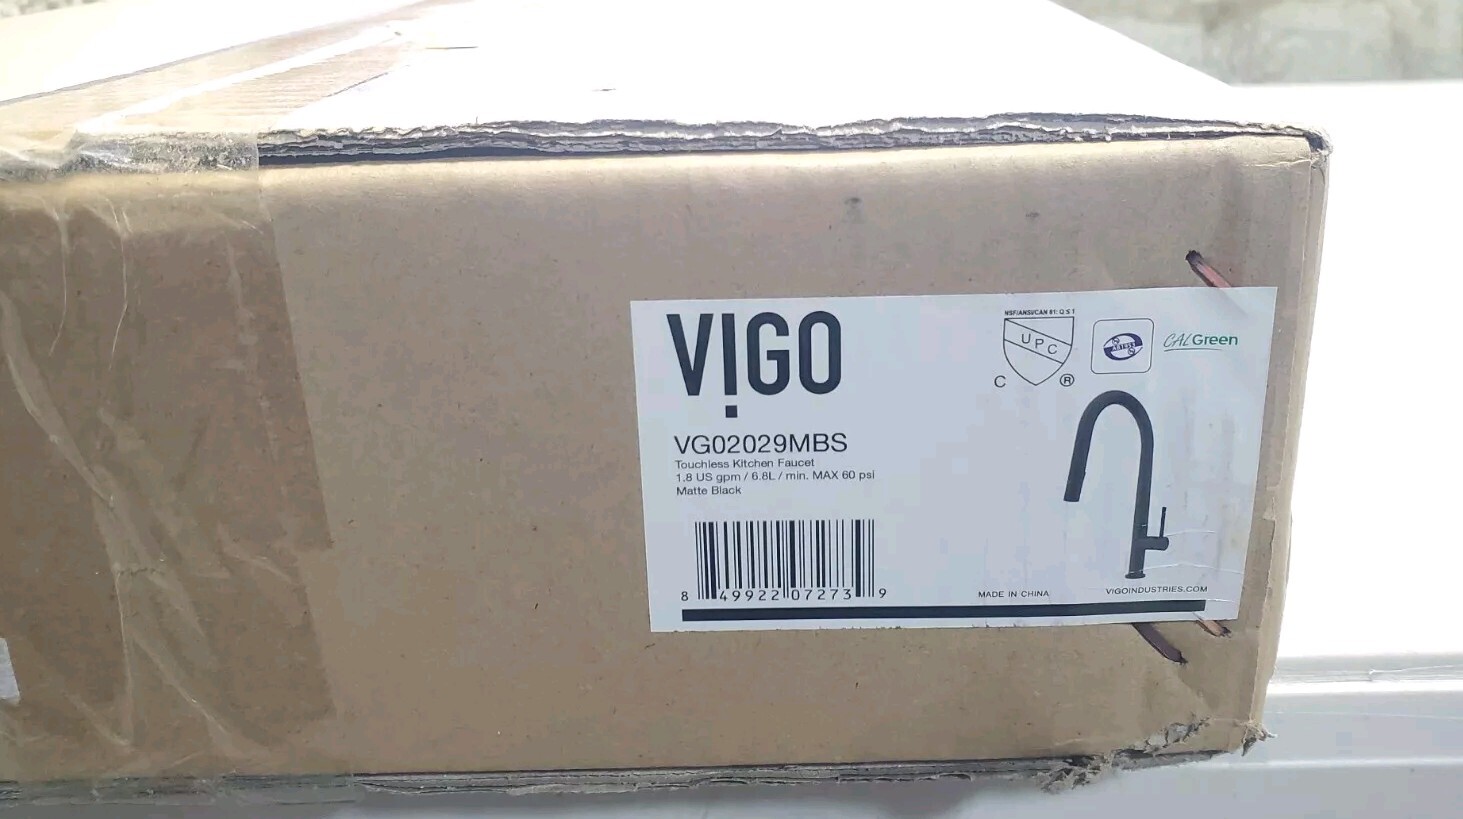 VIGO
NSF/ANSI/CAN 61: Q ≤ 1
UPC
C ®
AB1953
CALGreen
VG02029MBS
Touchless Kitchen Faucet
1.8 US gpm / 6.8L / min. MAX 60 psi
Matte Black
8 49922 07273 9
MADE IN CHINA
VIGOINDUSTRIES.COM